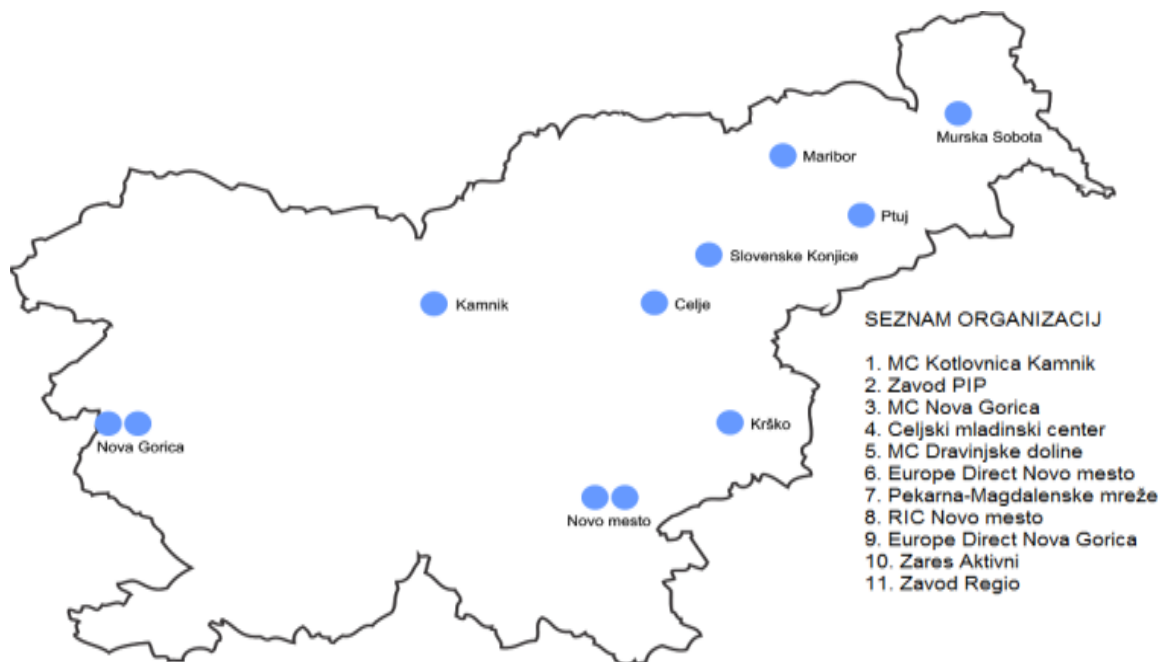 Murska Sobota
Maribor
Ptuj
Slovenske Konjice
Kamnik
Celje
SEZNAM ORGANIZACIJ
1. MC Kotlovnica Kamnik
2. Zavod PIP
3. MC Nova Gorica
4. Celjski mladinski center
5. MC Dravinjske doline
6. Europe Direct Novo mesto
7. Pekarna-Magdalenske mreže
8. RIC Novo mesto
9. Europe Direct Nova Gorica
10. Zares Aktivni
11. Zavod Regio
Krško
Nova Gorica
Novo mesto